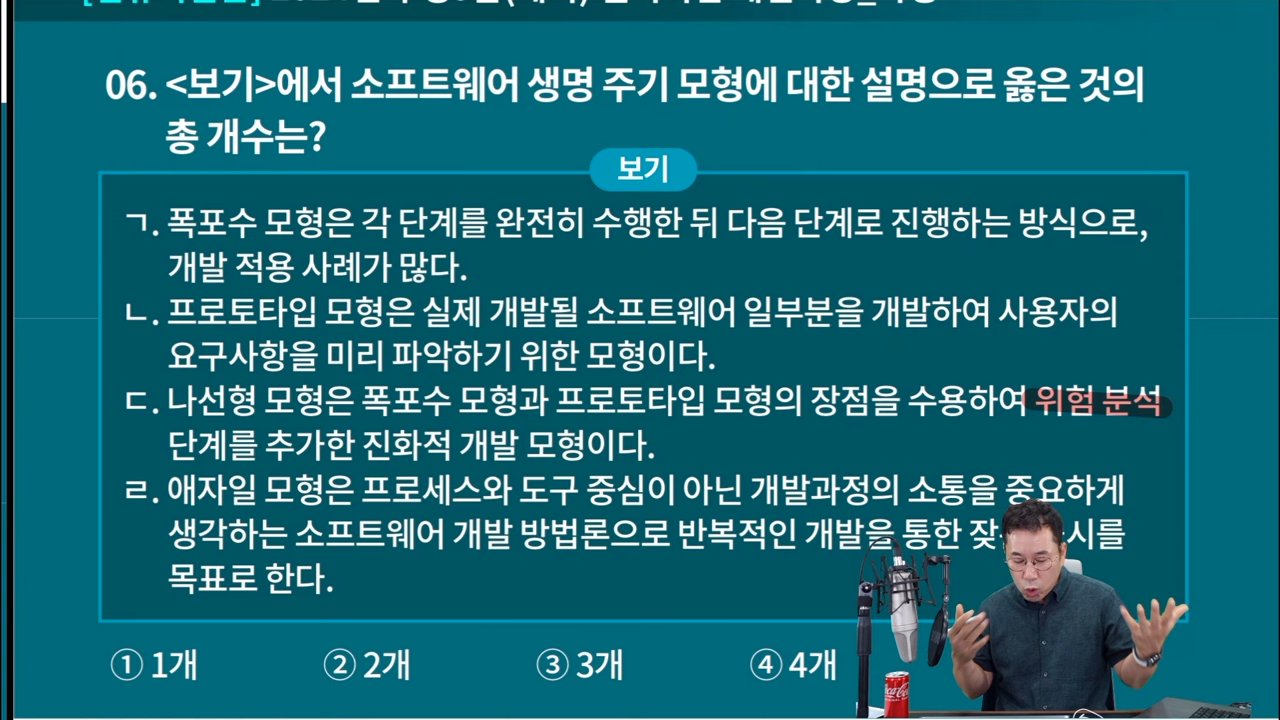 06. <보기>에서 소프트웨어 생명 주기 모형에 대한 설명으로 옳은 것의
총 개수는?
보기
ㄱ. 폭포수 모형은 각 단계를 완전히 수행한 뒤 다음 단계로 진행하는 방식으로,
개발 적용 사례가 많다.
ㄴ. 프로토타입 모형은 실제 개발될 소프트웨어 일부분을 개발하여 사용자의
요구사항을 미리 파악하기 위한 모형이다.
ㄷ. 나선형 모형은 폭포수 모형과 프로토타입 모형의 장점을 수용하여 위험 분석
단계를 추가한 진화적 개발 모형이다.
ㄹ. 애자일 모형은 프로세스와 도구 중심이 아닌 개발과정의 소통을 중요하게
생각하는 소프트웨어 개발 방법론으로 반복적인 개발을 통한 잦
목표로 한다.
① 1개 ② 2개 ③ 3개 ④ 4개